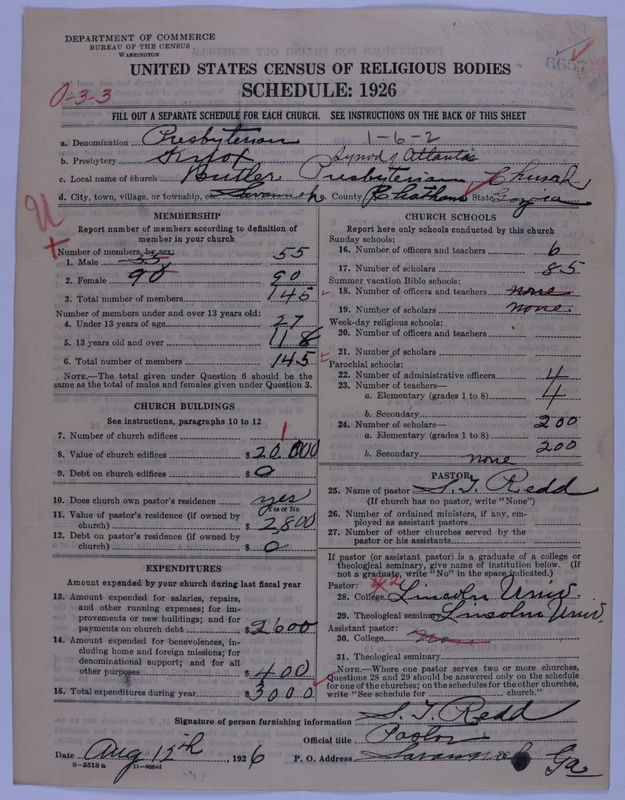 DEPARTMENT OF COMMERCE
BUREAU OF THE CENSUS
WASHINGTON
UNITED STATES CENSUS OF RELIGIOUS BODIES
SCHEDULE: 1926
0-3-3
FILL OUT A SEPARATE SCHEDULE FOR EACH CHURCH. SEE INSTRUCTIONS ON THE BACK OF THIS SHEET
a. Denomination Presbyterian 1-6-2
b. Presbytery Knox Synod of Atlantic
c. Local name of church Butler Presbyterian Church
d. City, town, village, or township, Savannah County Chatham State Georgia
U
+
MEMBERSHIP
Report number of members according to definition of
member in your church
Number of members, by sex:
1. Male 55 55
2. Female 90 90
3. Total number of members 145
Number of members under and over 13 years old:
4. Under 13 years of age 27
5. 13 years old and over 118
6. Total number of members 145
NOTE.—The total given under Question 6 should be
same as the total of males and females given under Question 3.
CHURCH BUILDINGS
See instructions, paragraphs 10 to 12
7. Number of church edifices 1
8. Value of church edifices $ 20,000
9. Debt on church edifices $ 0
10. Does church own pastor's residence yes
Yes or No
11. Value of pastor's residence (if owned by
church) $ 2,800
12. Debt on pastor's residence (if owned by
church) $ 0
EXPENDITURES
Amount expended by your church during last fiscal year
13. Amount expended for salaries, repairs,
and other running expenses; for im-
provements or new buildings; and for
payments on church debt $ 2600
14. Amount expended for benevolences, in-
cluding home and foreign missions; for
denominational support; and for all
other purposes $ 400
15. Total expenditures during year $ 3000
CHURCH SCHOOLS
Report here only schools conducted by this church
Sunday schools:
16. Number of officers and teachers 6
17. Number of scholars 85
Summer vacation Bible schools:
18. Number of officers and teachers none
19. Number of scholars none
Week-day religious schools:
20. Number of officers and teachers
21. Number of scholars
Parochial schools:
22. Number of administrative officers 4
23. Number of teachers—
a. Elementary (grades 1 to 8) 4
b. Secondary
24. Number of scholars— 200
a. Elementary (grades 1 to 8)
b. Secondary none 200
PASTOR
25. Name of pastor S. T. Redd
(If church has no pastor, write "None")
26. Number of ordained ministers, if any, em-
ployed as assistant pastors
27. Number of other churches served by the
pastor or his assistants
If pastor (or assistant pastor) is a graduate of a college or
theological seminary, give name of institution below. (If
not a graduate, write "No" in the space indicated.)
Pastor: 2
28. College Lincoln Univ.
29. Theological seminary Lincoln Univ.
Assistant pastor:
30. College None
31. Theological seminary
NOTE.—Where one pastor serves two or more churches,
Questions 28 and 29 should be answered only on the schedule
for one of the churches; on the schedules for the other churches,
write "See schedule for church."
Signature of person furnishing information S. T. Redd
Official title Pastor
Date Aug 12th, 1926 P. O. Address Savannah Ga
8-5518 a